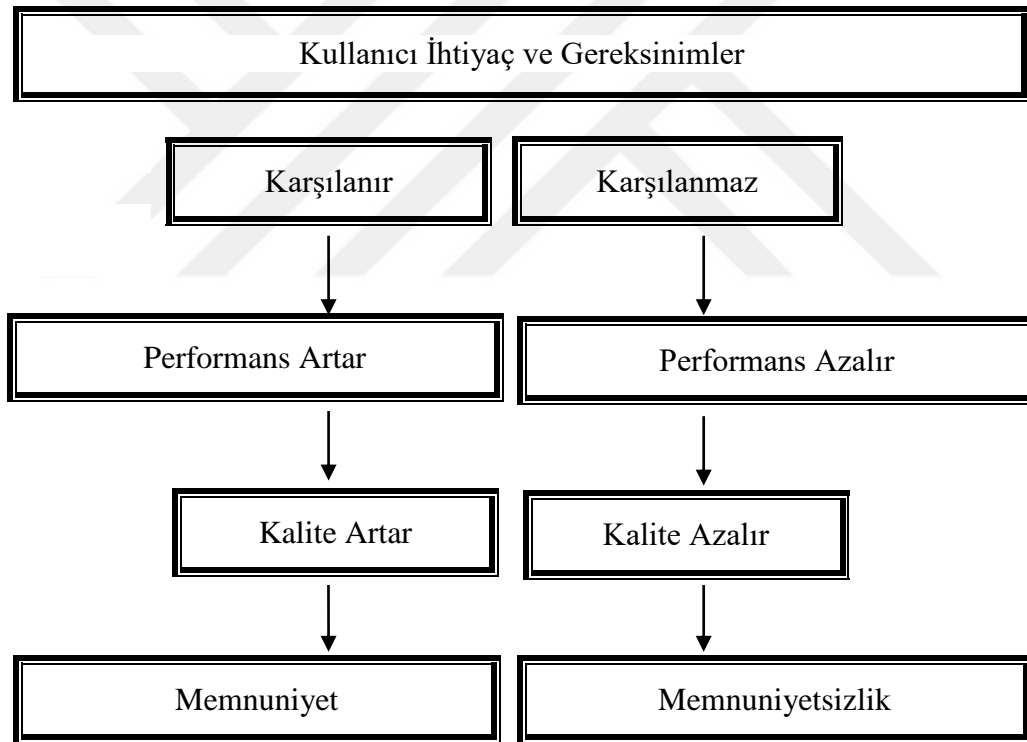 Kullanıcı İhtiyaç ve Gereksinimler
Karşılanır
Karşılanmaz
Performans Artar
Performans Azalır
Kalite Artar
Kalite Azalır
Memnuniyet
Memnuniyetsizlik